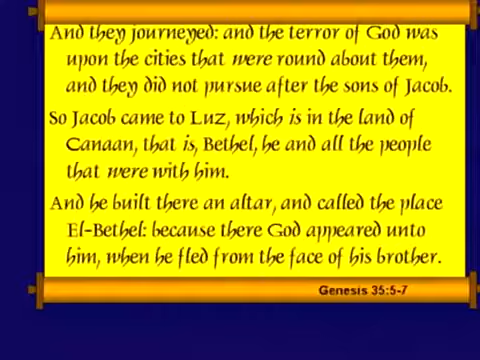 And they journeyed: and the terror of God was
upon the cities that were round about them,
and they did not pursue after the sons of Jacob.
So Jacob came to Luz, which is in the land of
Canaan, that is, Bethel, he and all the people
that were with him.
And he built there an altar, and called the place
El-Bethel: because there God appeared unto
him, when he fled from the face of his brother.
Genesis 35:5-7